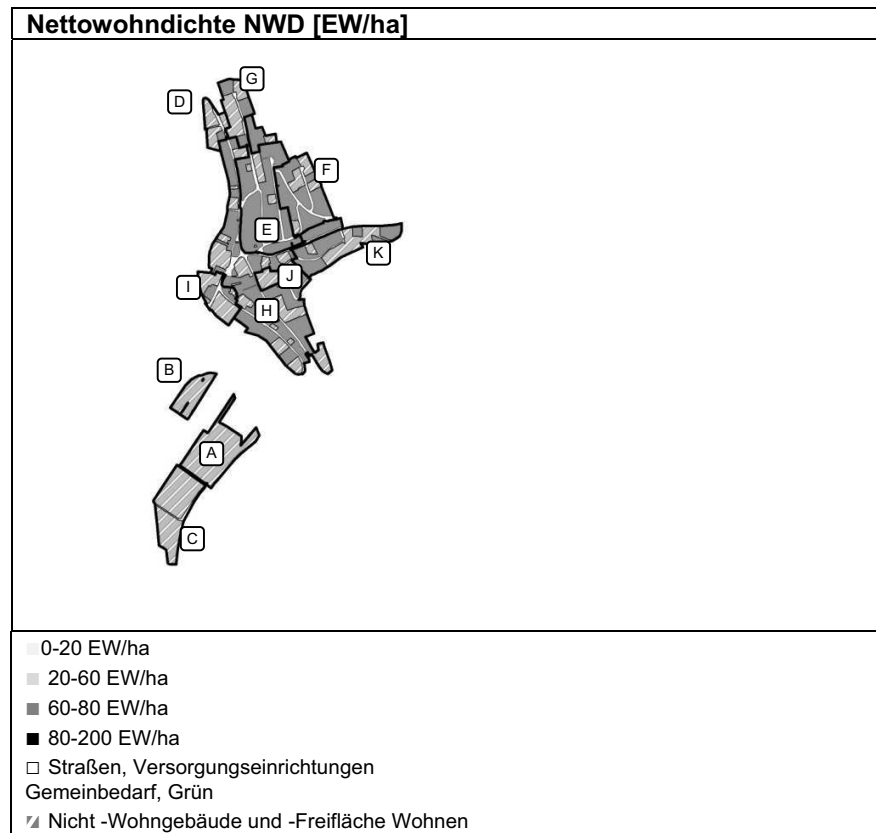 Nettowohndichte NWD [EW/ha]
G
D
F
E
K
J
I
H
B
A
C
0-20 EW/ha
20-60 EW/ha
60-80 EW/ha
80-200 EW/ha
Straßen, Versorgungseinrichtungen
Gemeinbedarf, Grün
Nicht -Wohngebäude und -Freifläche Wohnen